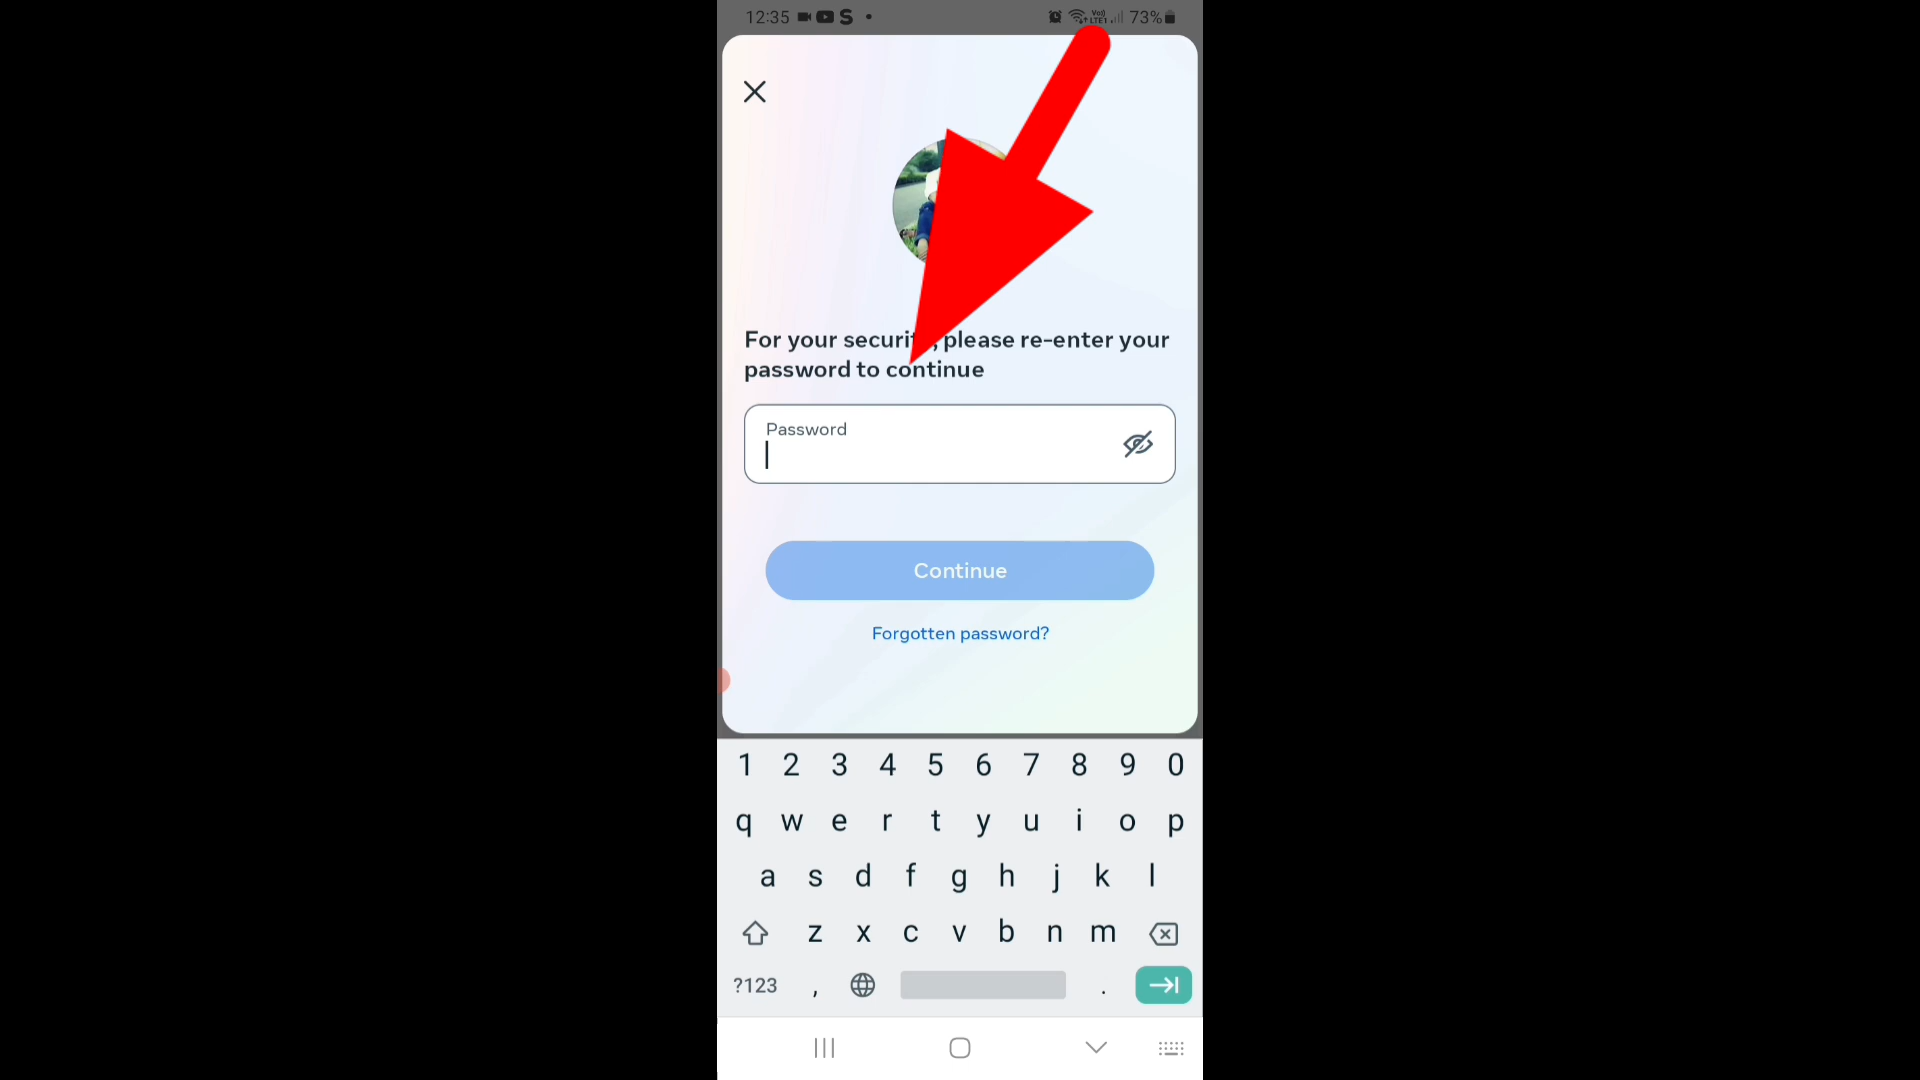 12:35 S 73%
For your securit, please re-enter your
password to continue
Password
Continue
Forgotten password?
1 2 3 4 5 6 7 8 9 0
q w e r t y u i o p
a s d f g h j k l
z x c v b n m
?123 , .